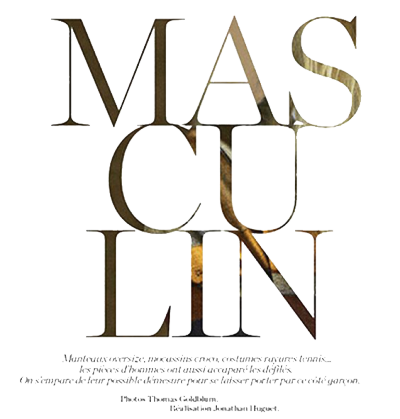 MAS
CU
LIN
Manteaux oversize, mocassins croco, costumes rayures tennis...
les pièces d'hommes ont aussi accaparé les défilés.
On s'empare de leur possible démesure pour se laisser porter par ce côté garçon.
Photos Thomas Goldblum.
Réalisation Jonathan Huguet.